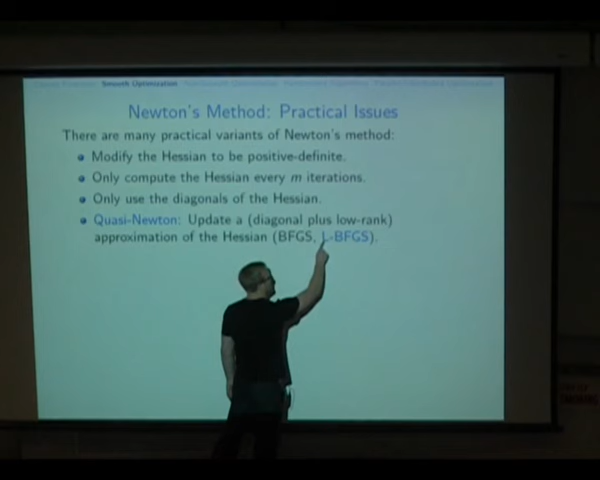 Smooth Optimization
Newton's Method: Practical Issues
There are many practical variants of Newton's method:
Modify the Hessian to be positive-definite.
Only compute the Hessian every m iterations.
Only use the diagonals of the Hessian.
Quasi-Newton: Update a (diagonal plus low-rank)
approximation of the Hessian (BFGS, L-BFGS).